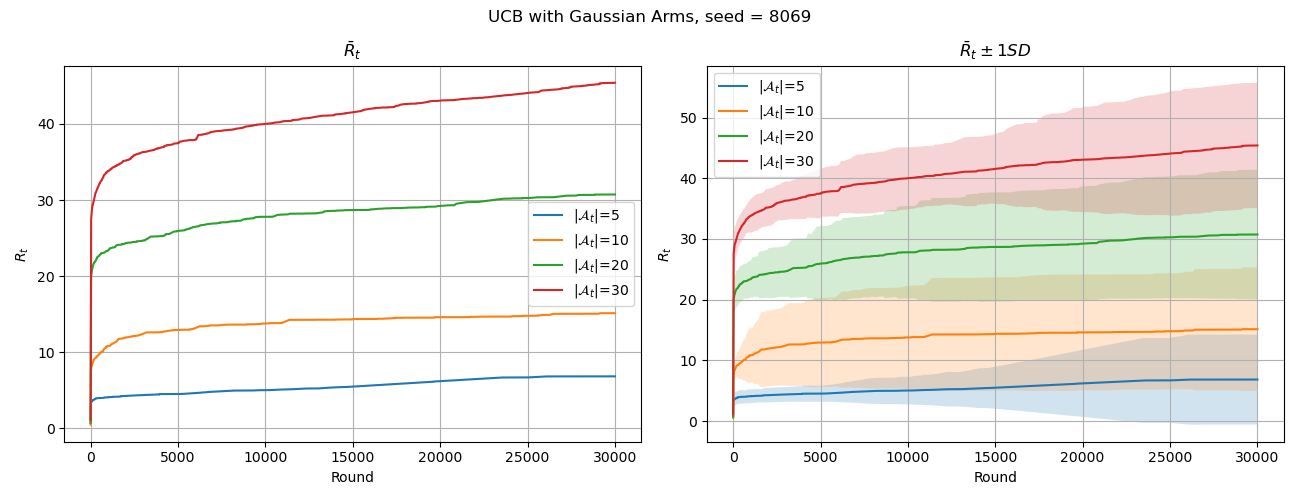 UCB with Gaussian Arms, seed = 8069
R̄ₜ
Rₜ
40
30
20
10
0
|𝒜ₜ|=5
|𝒜ₜ|=10
|𝒜ₜ|=20
|𝒜ₜ|=30
0 5000 10000 15000 20000 25000 30000
Round
R̄ₜ ± 1SD
Rₜ
50
40
30
20
10
0
|𝒜ₜ|=5
|𝒜ₜ|=10
|𝒜ₜ|=20
|𝒜ₜ|=30
0 5000 10000 15000 20000 25000 30000
Round